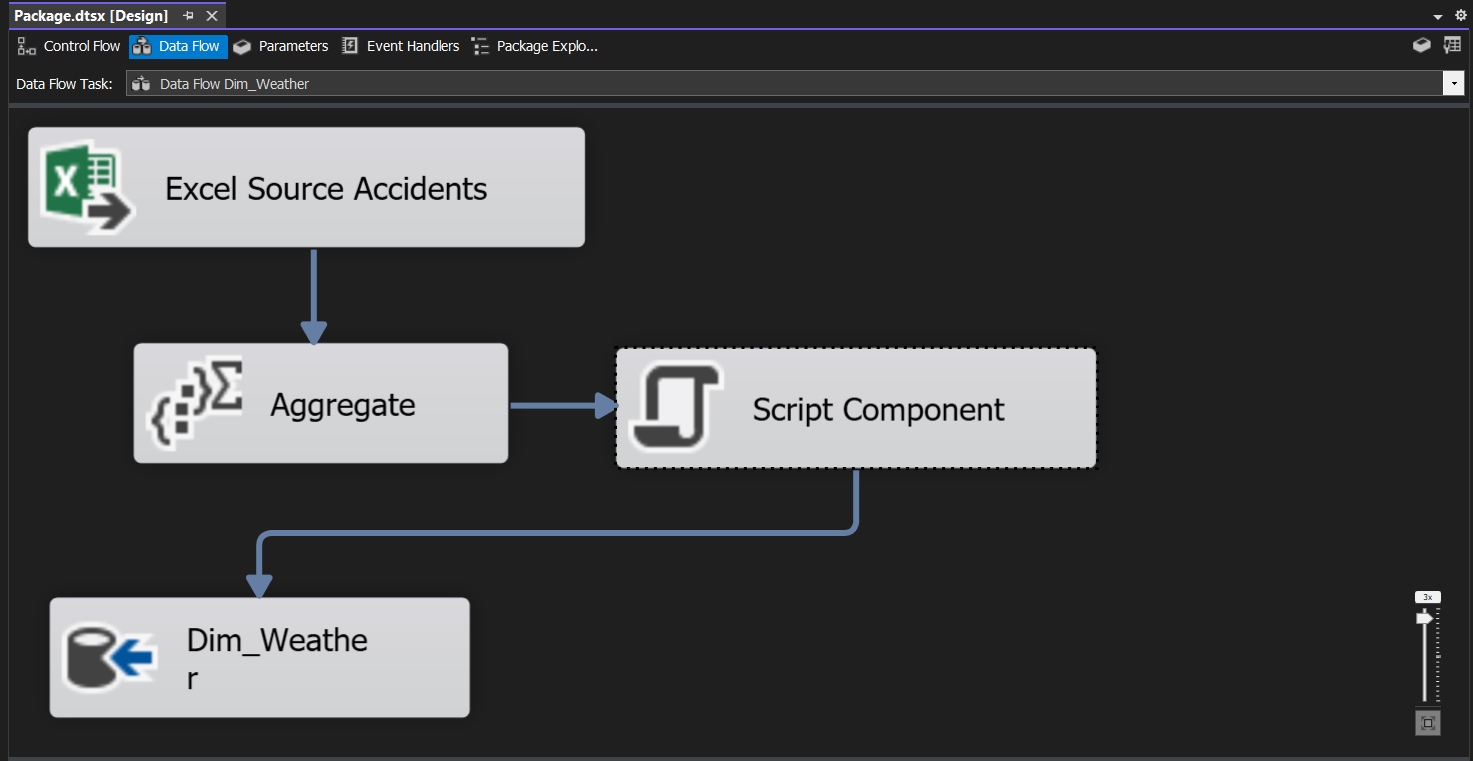 Package.dtsx [Design]
Control Flow Data Flow Parameters Event Handlers Package Explo...
Data Flow Task: Data Flow Dim_Weather
Excel Source Accidents
Aggregate
Script Component
Dim_Weathe
r
3x